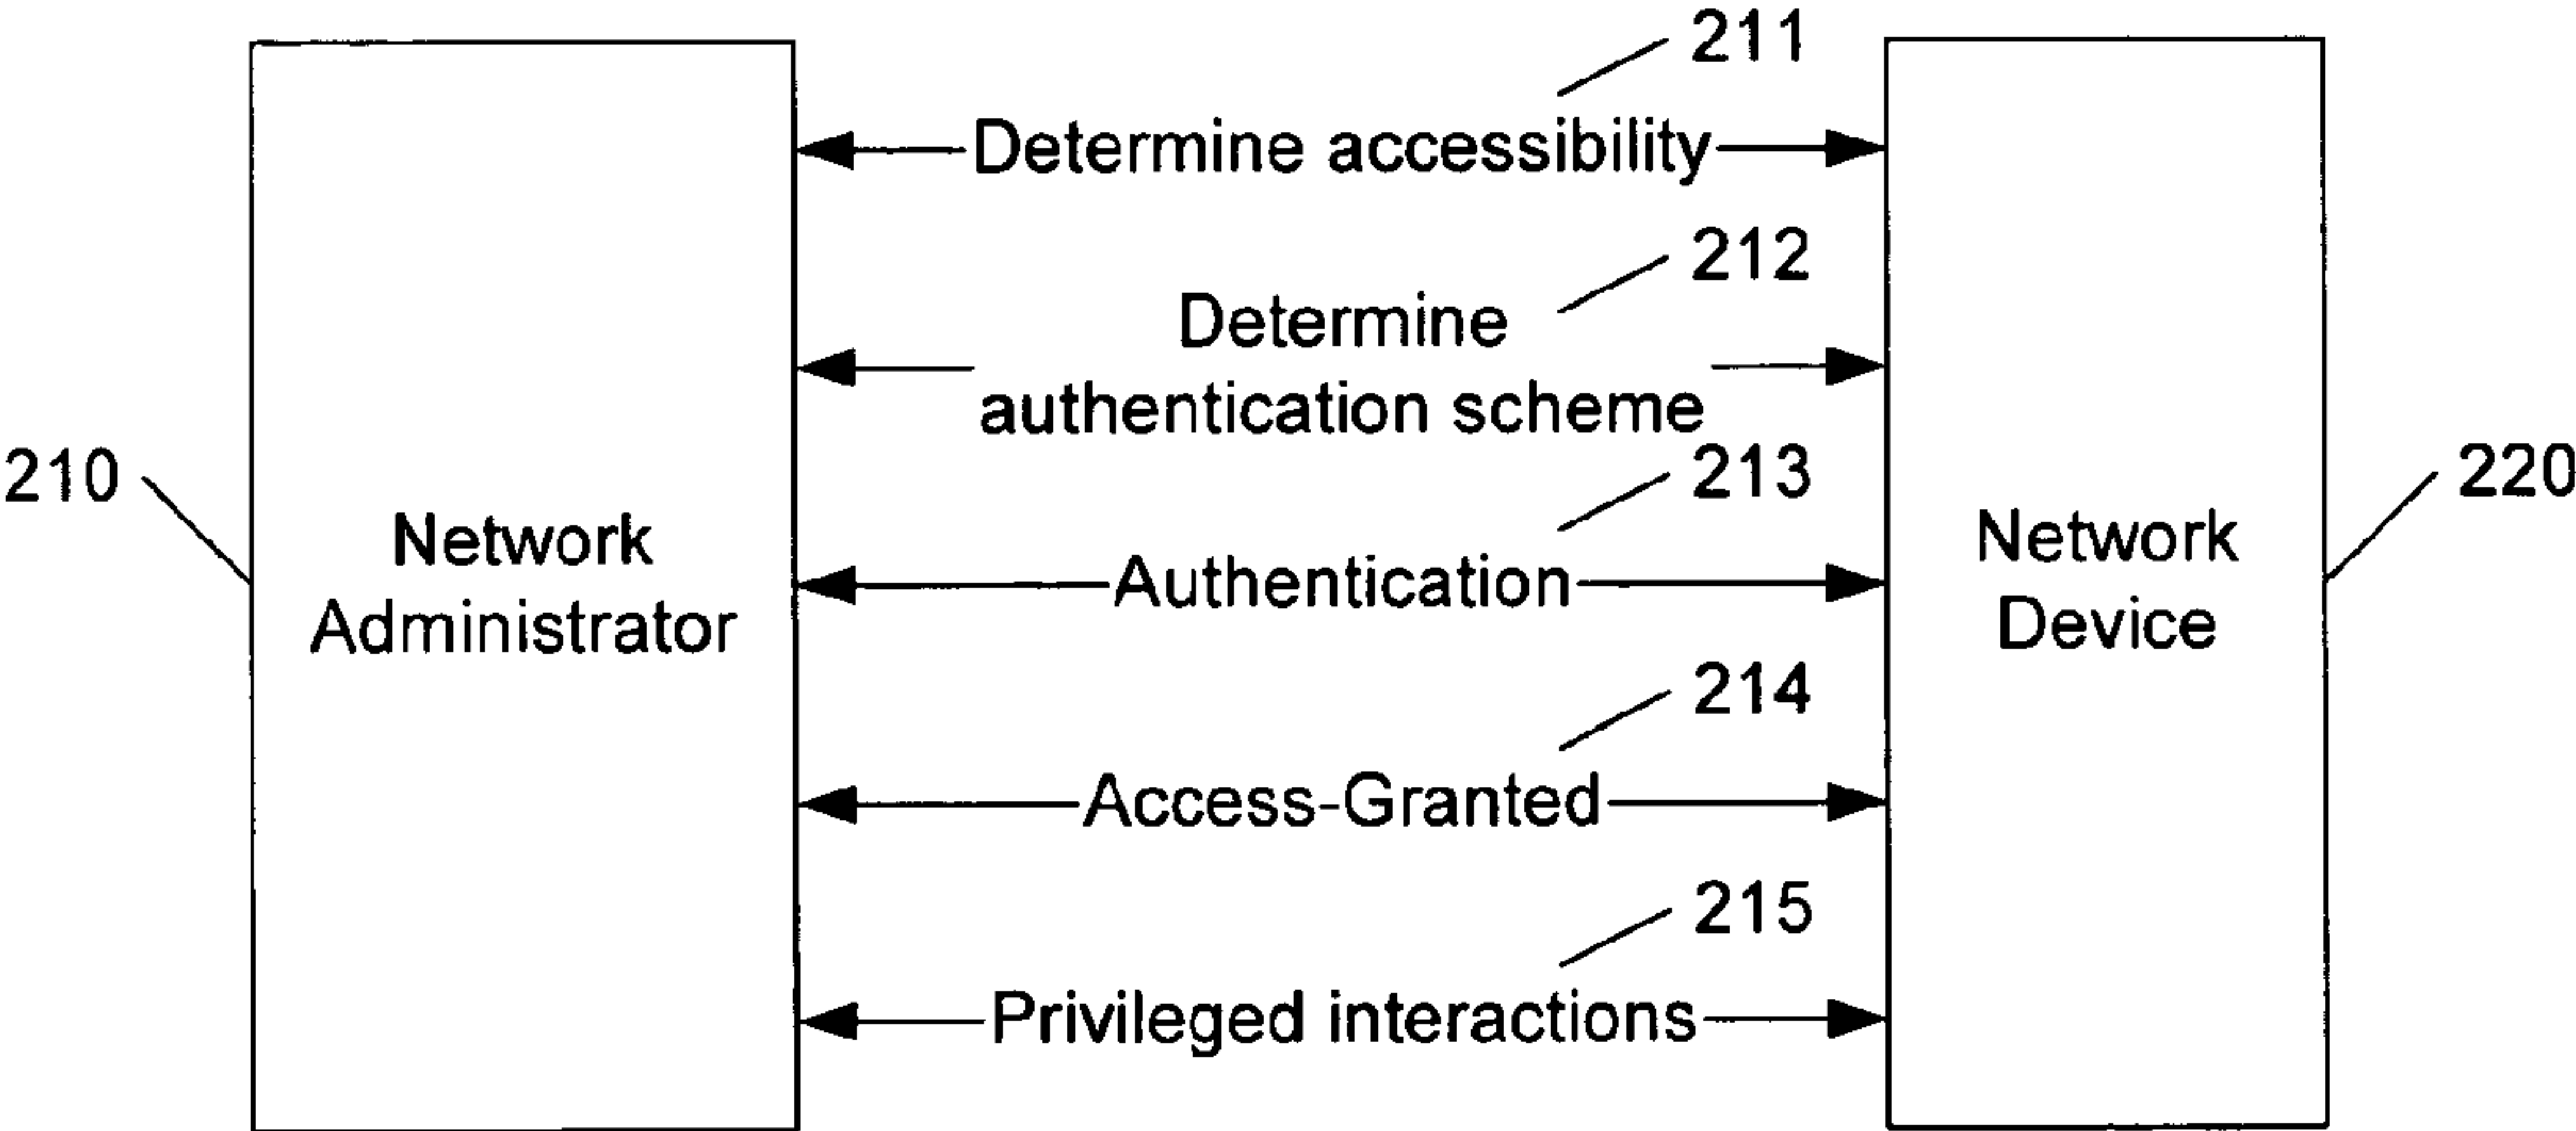 211
Determine accessibility
212
Determine
authentication scheme
210
213
220
Network
Administrator
Authentication
Network
Device
214
Access-Granted
215
Privileged interactions